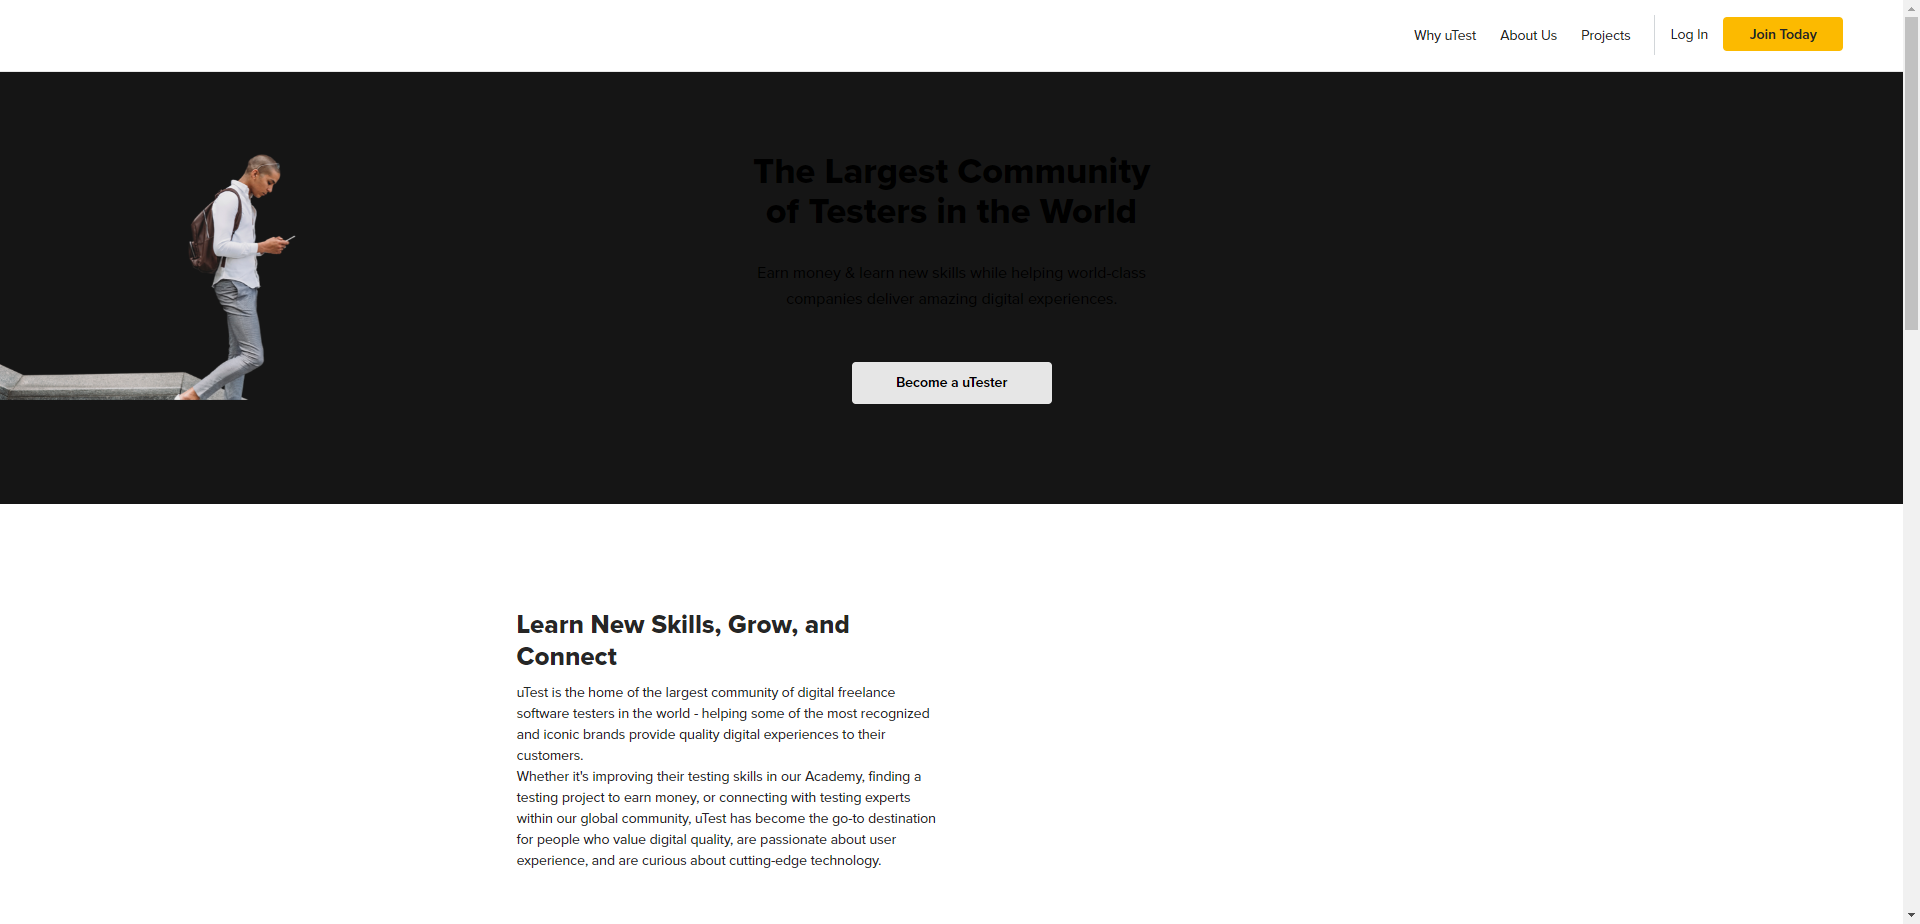 Why uTest About Us Projects Log In Join Today
The Largest Community
of Testers in the World
Earn money & learn new skills while helping world-class
companies deliver amazing digital experiences.
Become a uTester
Learn New Skills, Grow, and
Connect
uTest is the home of the largest community of digital freelance
software testers in the world - helping some of the most recognized
and iconic brands provide quality digital experiences to their
customers.
Whether it's improving their testing skills in our Academy, finding a
testing project to earn money, or connecting with testing experts
within our global community, uTest has become the go-to destination
for people who value digital quality, are passionate about user
experience, and are curious about cutting-edge technology.